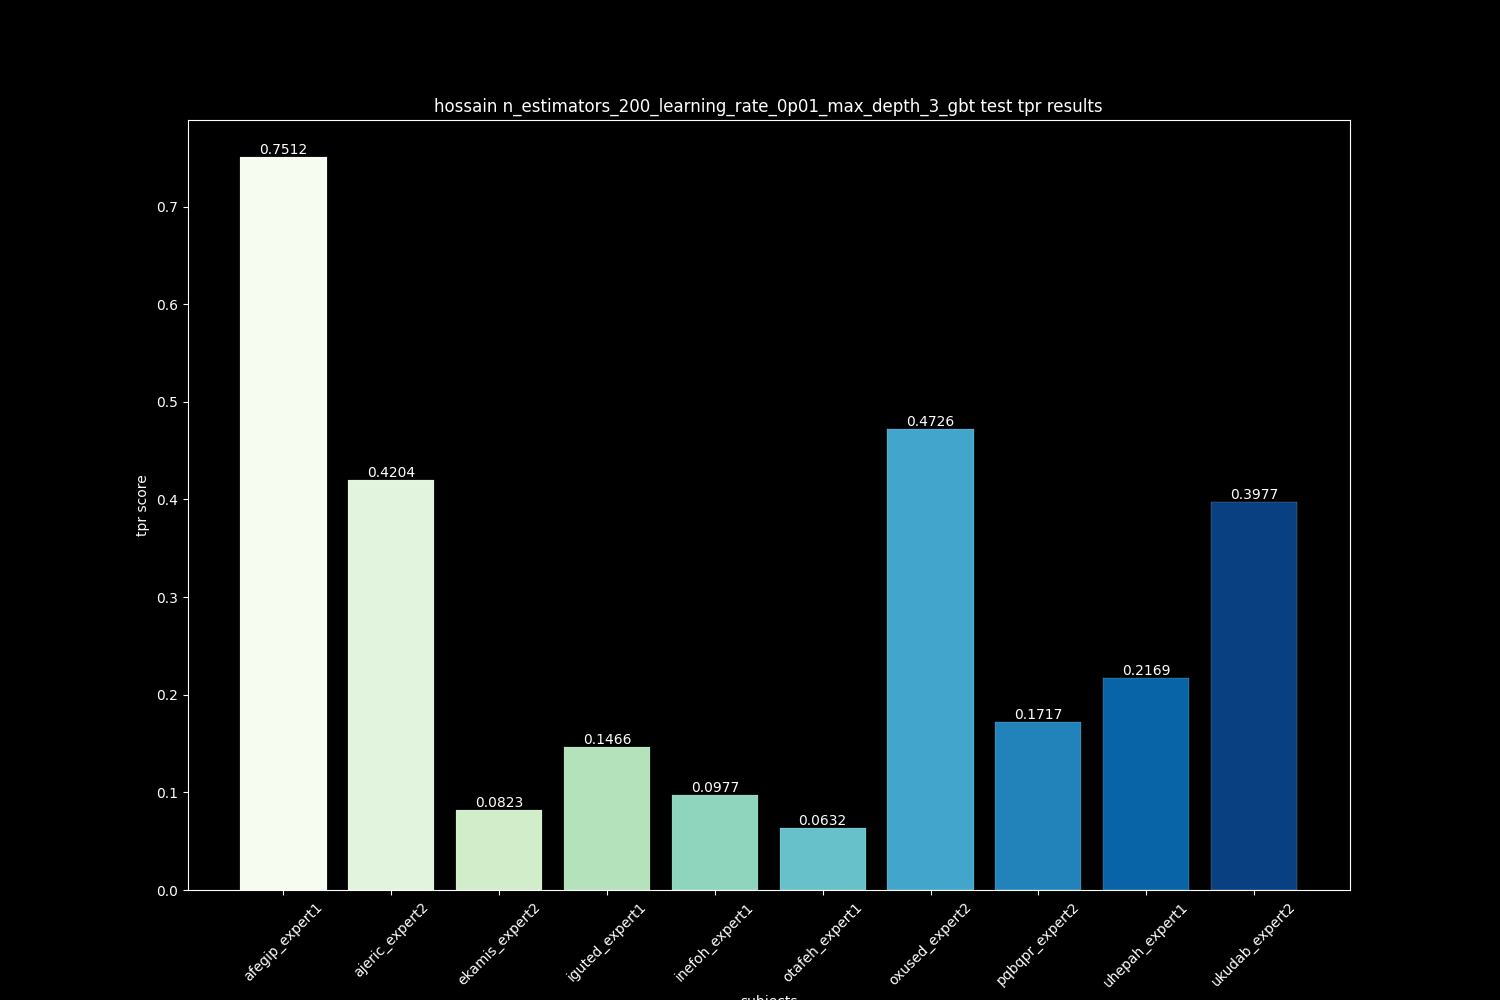 hossain n_estimators_200_learning_rate_0p01_max_depth_3_gbt test tpr results
0.7512
0.4204
0.0823
0.1466
0.0977
0.0632
0.4726
0.1717
0.2169
0.3977
0.7
0.6
0.5
0.4
0.3
0.2
0.1
0.0
tpr score
afegip_expert1
ajeric_expert2
ekamis_expert2
iguted_expert1
inefoh_expert1
otafeh_expert1
oxused_expert2
pqbqpr_expert2
uhepah_expert1
ukudab_expert2
subjects